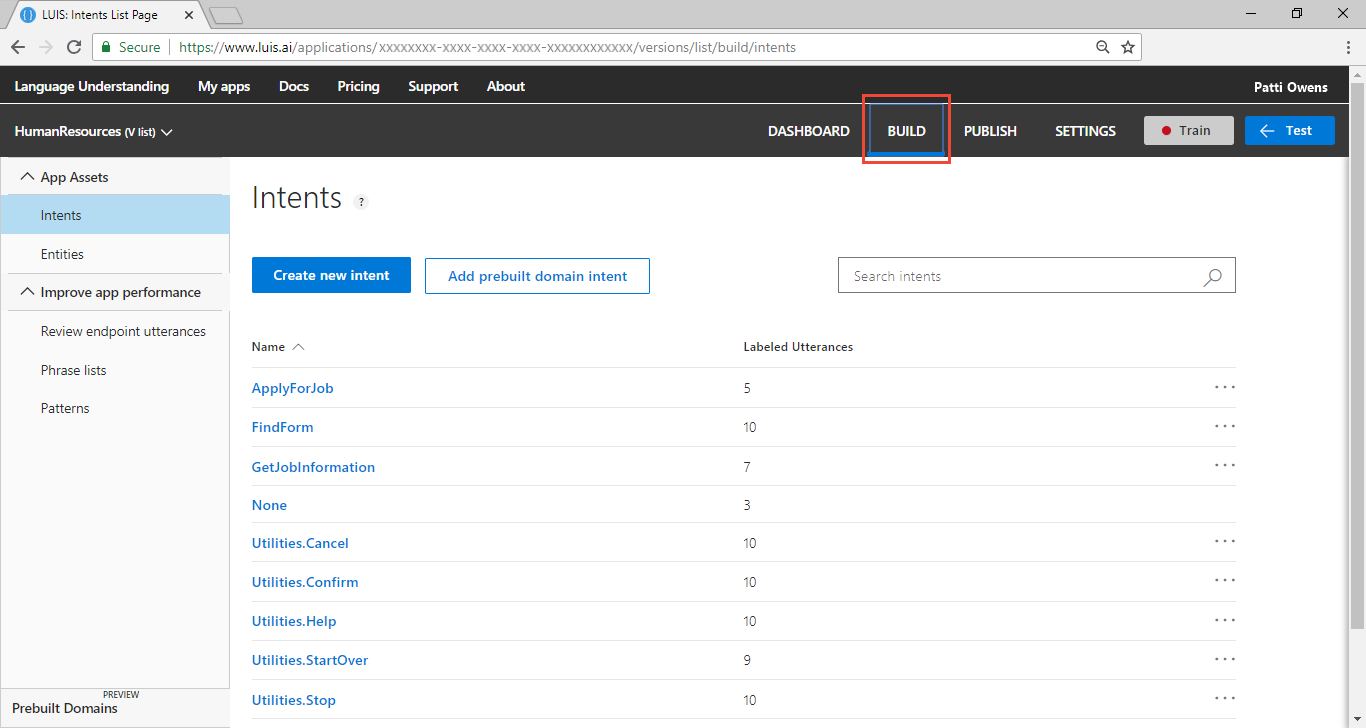 LUIS: Intents List Page
Secure https://www.luis.ai/applications/xxxxxxxx-xxxx-xxxx-xxxx-xxxxxxxxxxxx/versions/list/build/intents
Language Understanding My apps Docs Pricing Support About Patti Owens
HumanResources (V list) DASHBOARD BUILD PUBLISH SETTINGS Train Test
App Assets
Intents
Entities
Improve app performance
Review endpoint utterances
Phrase lists
Patterns
PREVIEW
Prebuilt Domains
Intents ?
Create new intent Add prebuilt domain intent Search intents
Name Labeled Utterances
ApplyForJob 5
FindForm 10
GetJobInformation 7
None 3
Utilities.Cancel 10
Utilities.Confirm 10
Utilities.Help 10
Utilities.StartOver 9
Utilities.Stop 10